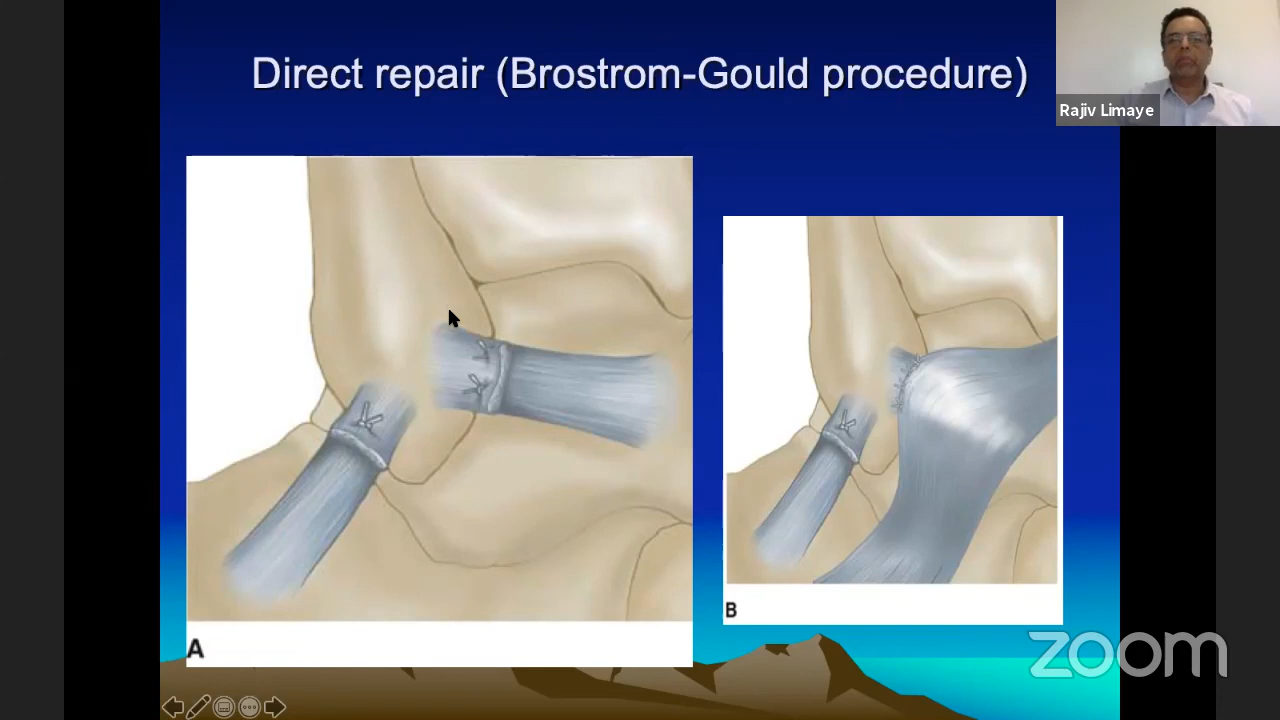 Direct repair (Brostrom-Gould procedure)
Rajiv Limaye
A
B
zoom